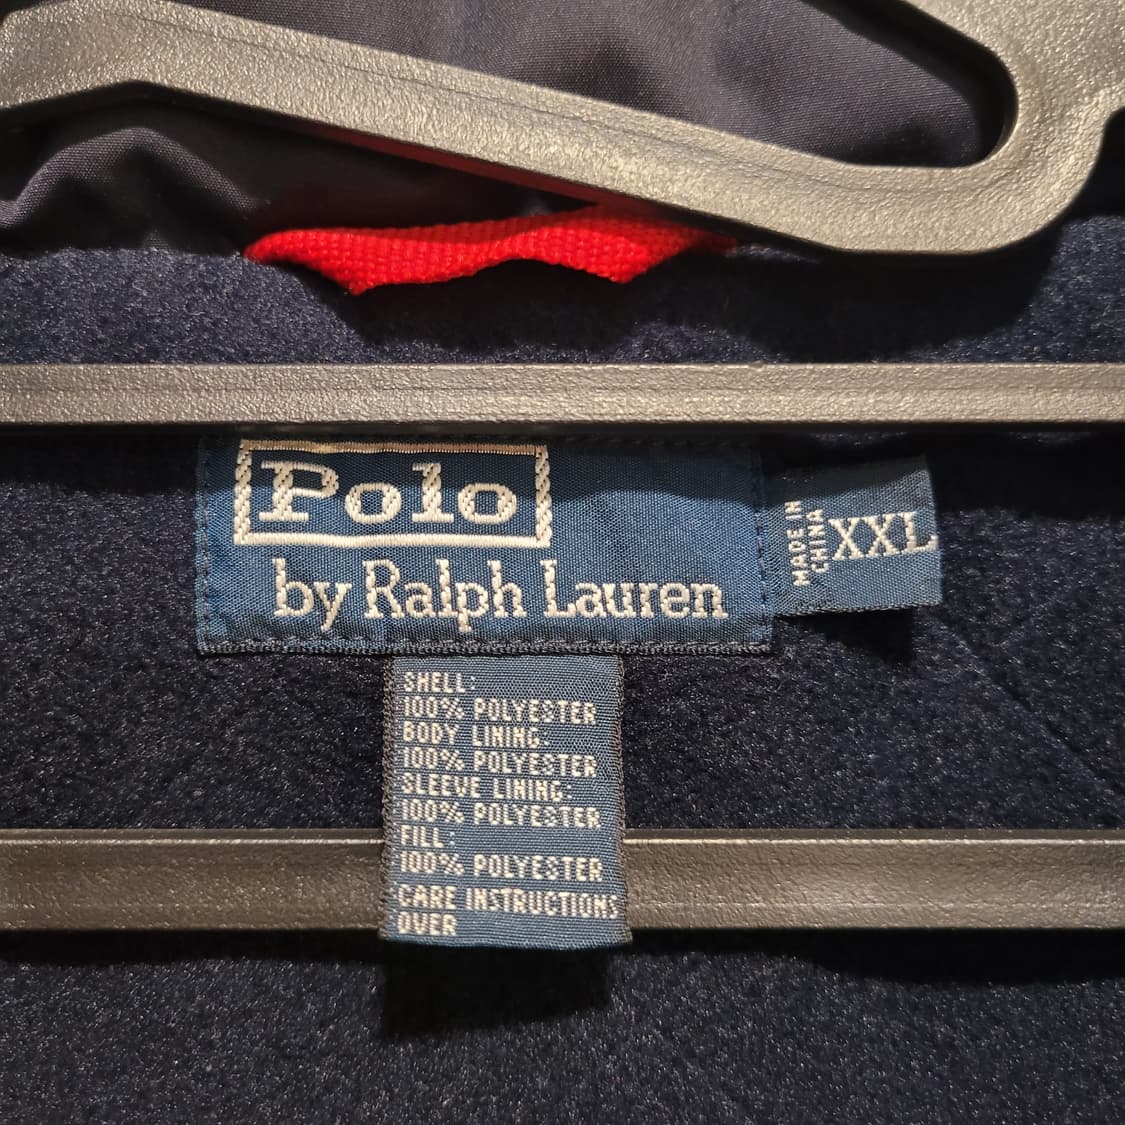 Polo
by Ralph Lauren
MADE IN
CHINA
XXL
SHELL:
100% POLYESTER
BODY LINING:
100% POLYESTER
SLEEVE LINING:
100% POLYESTER
FILL:
100% POLYESTER
CARE INSTRUCTIONS
OVER